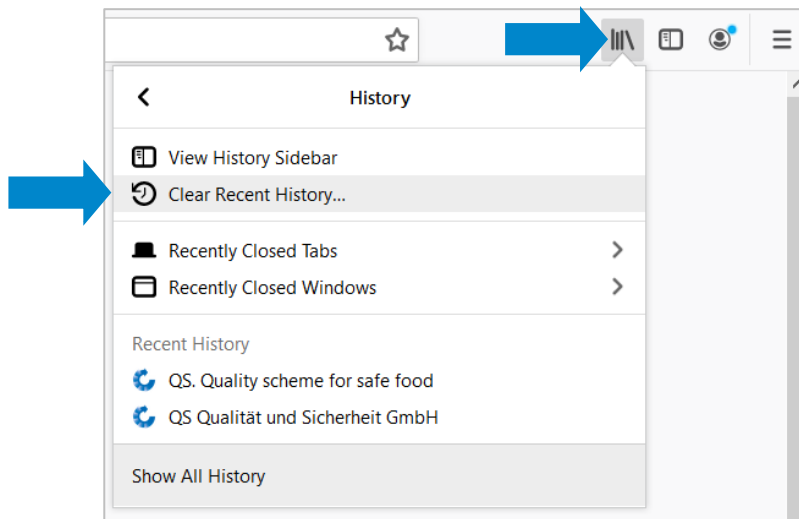 History
View History Sidebar
Clear Recent History...
Recently Closed Tabs
Recently Closed Windows
Recent History
QS. Quality scheme for safe food
QS Qualität und Sicherheit GmbH
Show All History